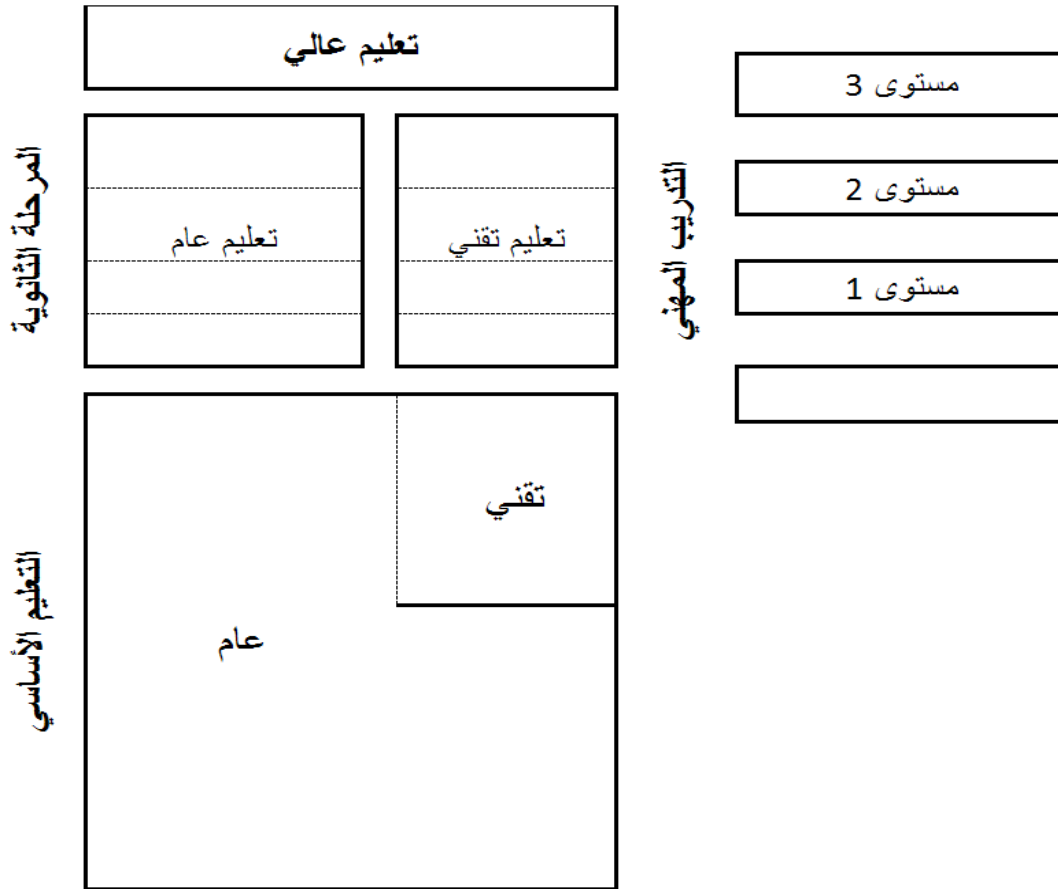 تعليم عالي
مستوى 3
المرحلة الثانوية
تعليم عام
تعليم تقني
التدريب المهني
مستوى 2
مستوى 1
تقني
التعليم الأساسي
عام